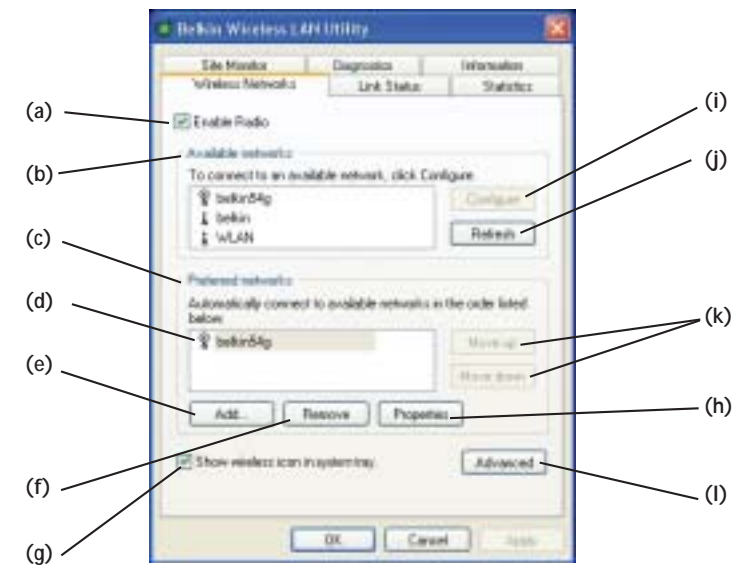 Belkin Wireless LAN Utility
Site Monitor Diagnostics Information
Wireless Networks Link Status Statistics
(a)
Enable Radio
(i)
(b)
Available networks
To connect to an available network, click Configure
belkin54g
Configure
(j)
belkin
WLAN
Refresh
(c)
Preferred networks
Automatically connect to available networks in the order listed
below
(d)
belkin54g
Move up
(k)
(e)
Move down
Add... Remove Properties
(h)
(f)
Show wireless icon in system tray.
Advanced
(l)
(g)
OK Cancel Apply